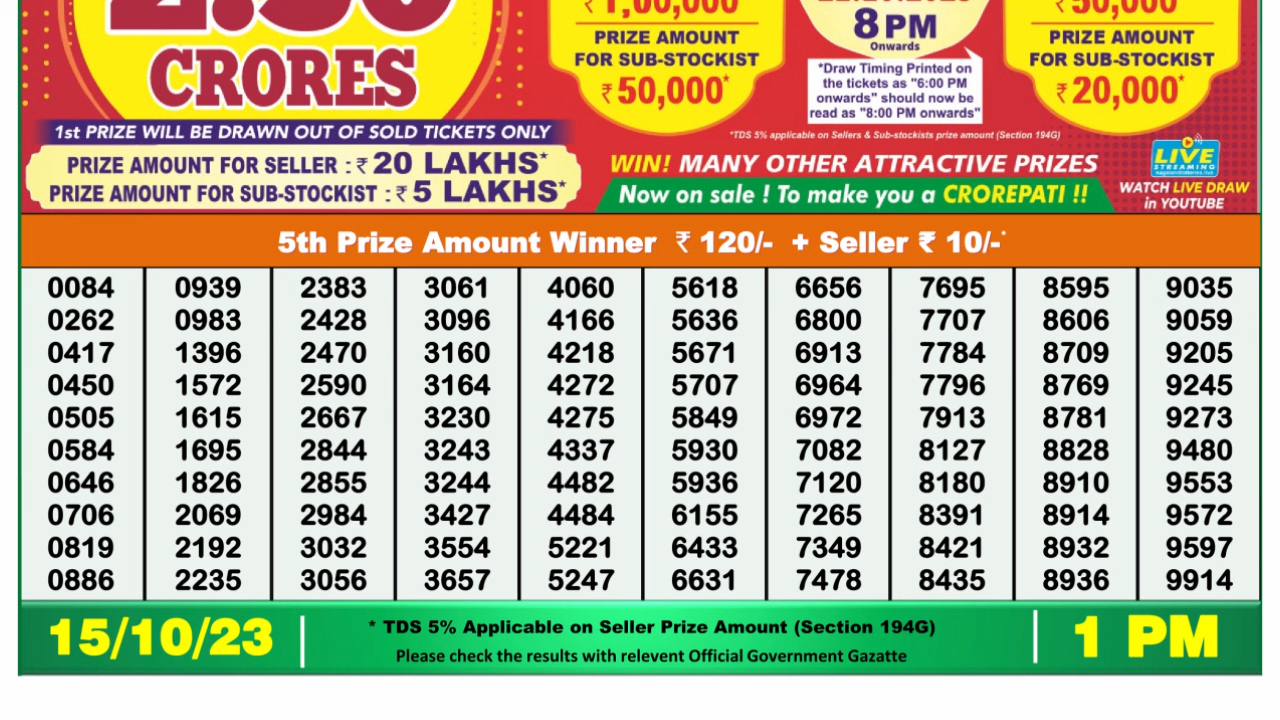 CRORES
1st PRIZE WILL BE DRAWN OUT OF SOLD TICKETS ONLY
PRIZE AMOUNT FOR SELLER : ₹ 20 LAKHS*
PRIZE AMOUNT FOR SUB-STOCKIST : ₹ 5 LAKHS*
₹ 1,00,000
PRIZE AMOUNT
FOR SUB-STOCKIST
₹ 50,000*
8 PM
Onwards
*Draw Timing Printed on
the tickets as "6:00 PM
onwards" should now be
read as "8:00 PM onwards"
₹ 50,000
PRIZE AMOUNT
FOR SUB-STOCKIST
₹ 20,000*
*TDS 5% applicable on Sellers & Sub-stockists prize amount (Section 194G)
WIN! MANY OTHER ATTRACTIVE PRIZES
Now on sale ! To make you a CROREPATI !!
LIVE
STREAMING
WATCH LIVE DRAW
in YOUTUBE
5th Prize Amount Winner ₹ 120/- + Seller ₹ 10/-*
0084 0939 2383 3061 4060 5618 6656 7695 8595 9035
0262 0983 2428 3096 4166 5636 6800 7707 8606 9059
0417 1396 2470 3160 4218 5671 6913 7784 8709 9205
0450 1572 2590 3164 4272 5707 6964 7796 8769 9245
0505 1615 2667 3230 4275 5849 6972 7913 8781 9273
0584 1695 2844 3243 4337 5930 7082 8127 8828 9480
0646 1826 2855 3244 4482 5936 7120 8180 8910 9553
0706 2069 2984 3427 4484 6155 7265 8391 8914 9572
0819 2192 3032 3554 5221 6433 7349 8421 8932 9597
0886 2235 3056 3657 5247 6631 7478 8435 8936 9914
15/10/23
* TDS 5% Applicable on Seller Prize Amount (Section 194G)
Please check the results with relevent Official Government Gazatte
1 PM